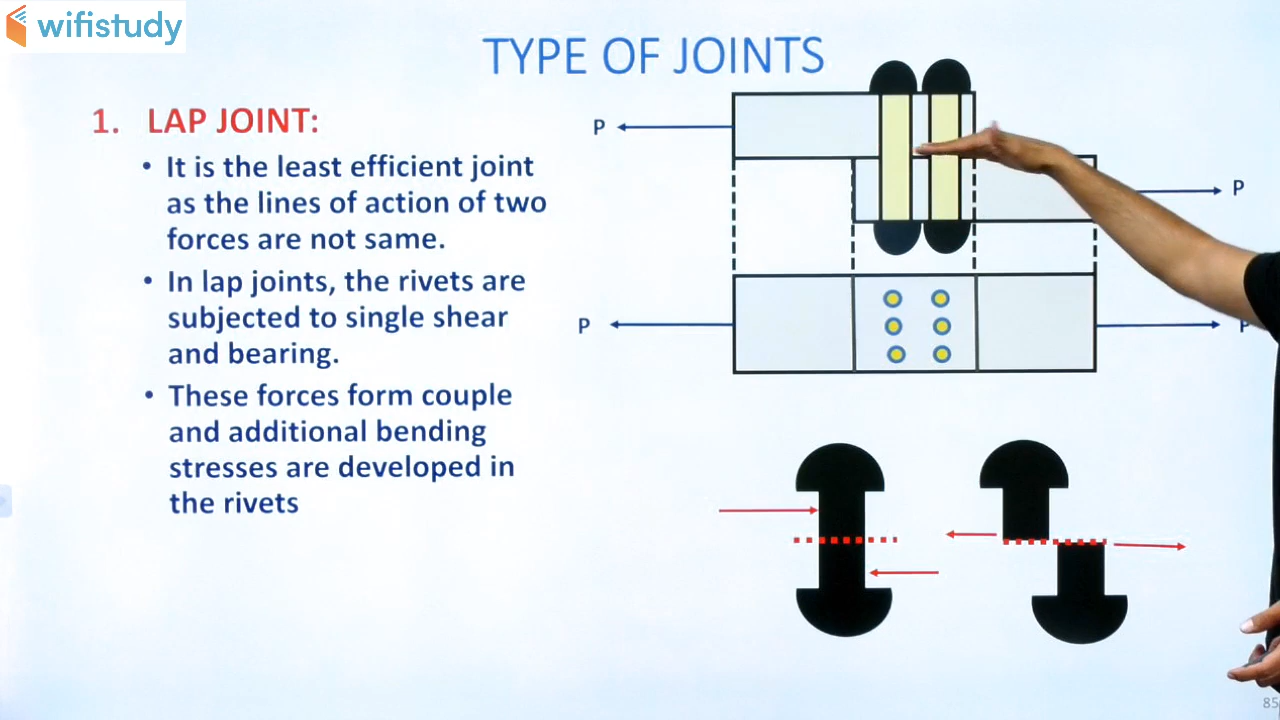 wifistudy
TYPE OF JOINTS
1. LAP JOINT:
• It is the least efficient joint
as the lines of action of two
forces are not same.
• In lap joints, the rivets are
subjected to single shear
and bearing.
• These forces form couple
and additional bending
stresses are developed in
the rivets
P
P
P
P
85